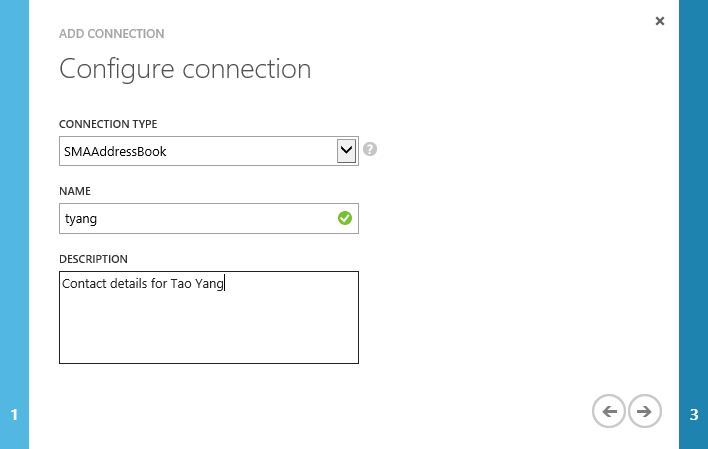 ADD CONNECTION
Configure connection
CONNECTION TYPE
SMAAddressBook
?
NAME
tyang
DESCRIPTION
Contact details for Tao Yang
1
3